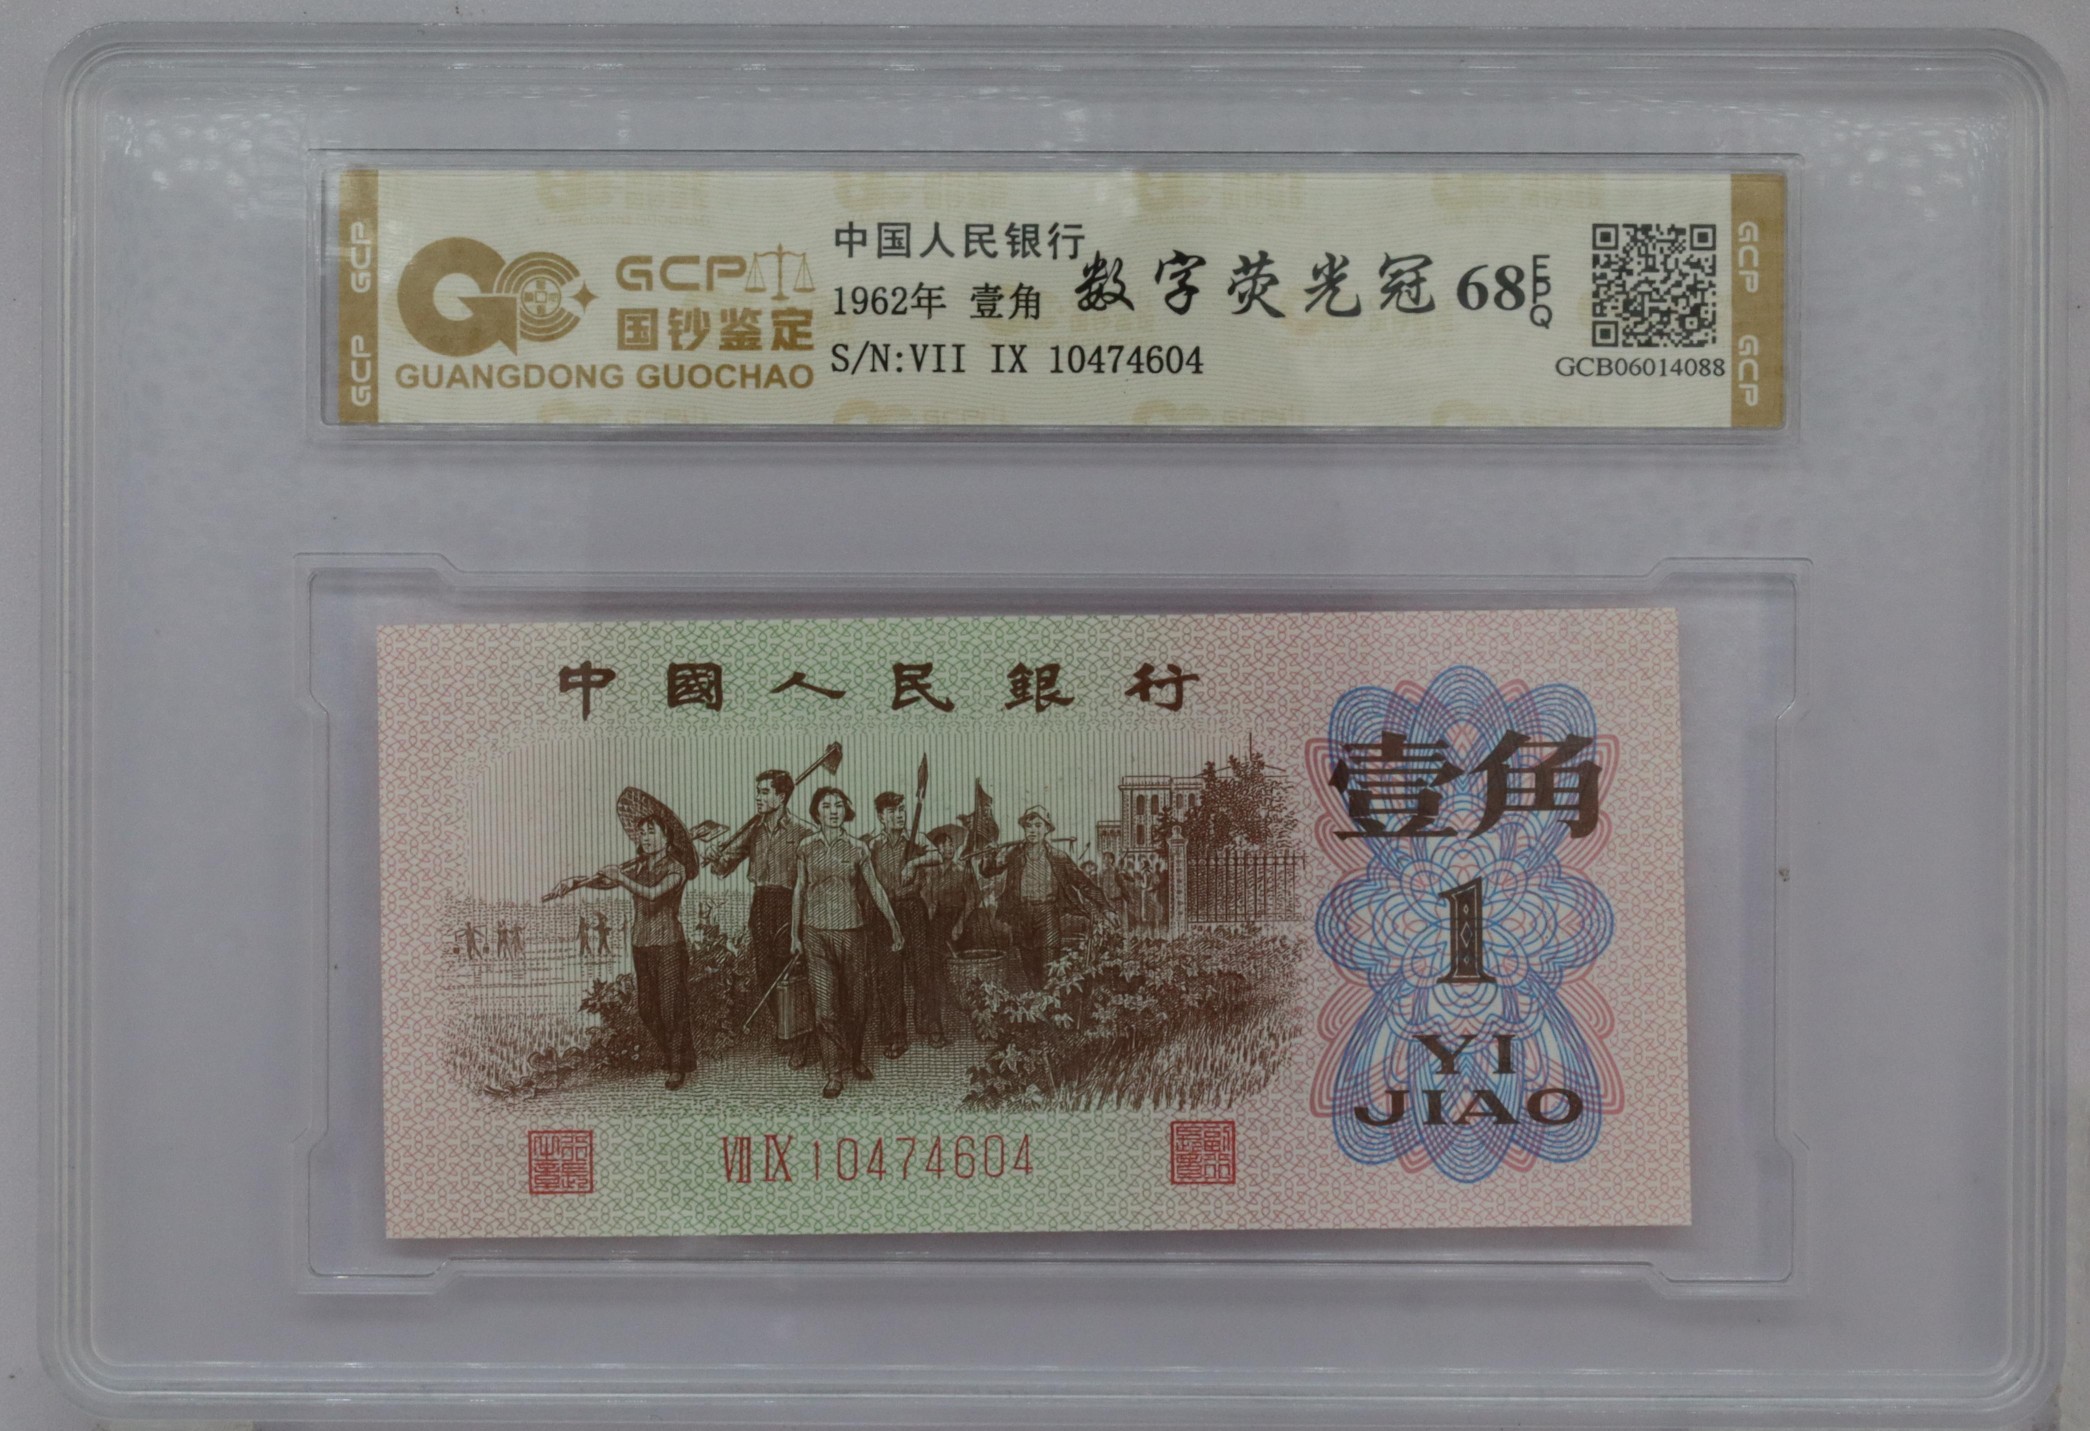 GCP
GCP
GCP
国钞鉴定
GUANGDONG GUOCHAO
中国人民银行
1962年 壹角
数字荧光冠 68 EPQ
S/N:VII IX 10474604
GCB06014088
GCP
GCP
中國人民銀行
壹角
1
YI
JIAO
VII IX 10474604